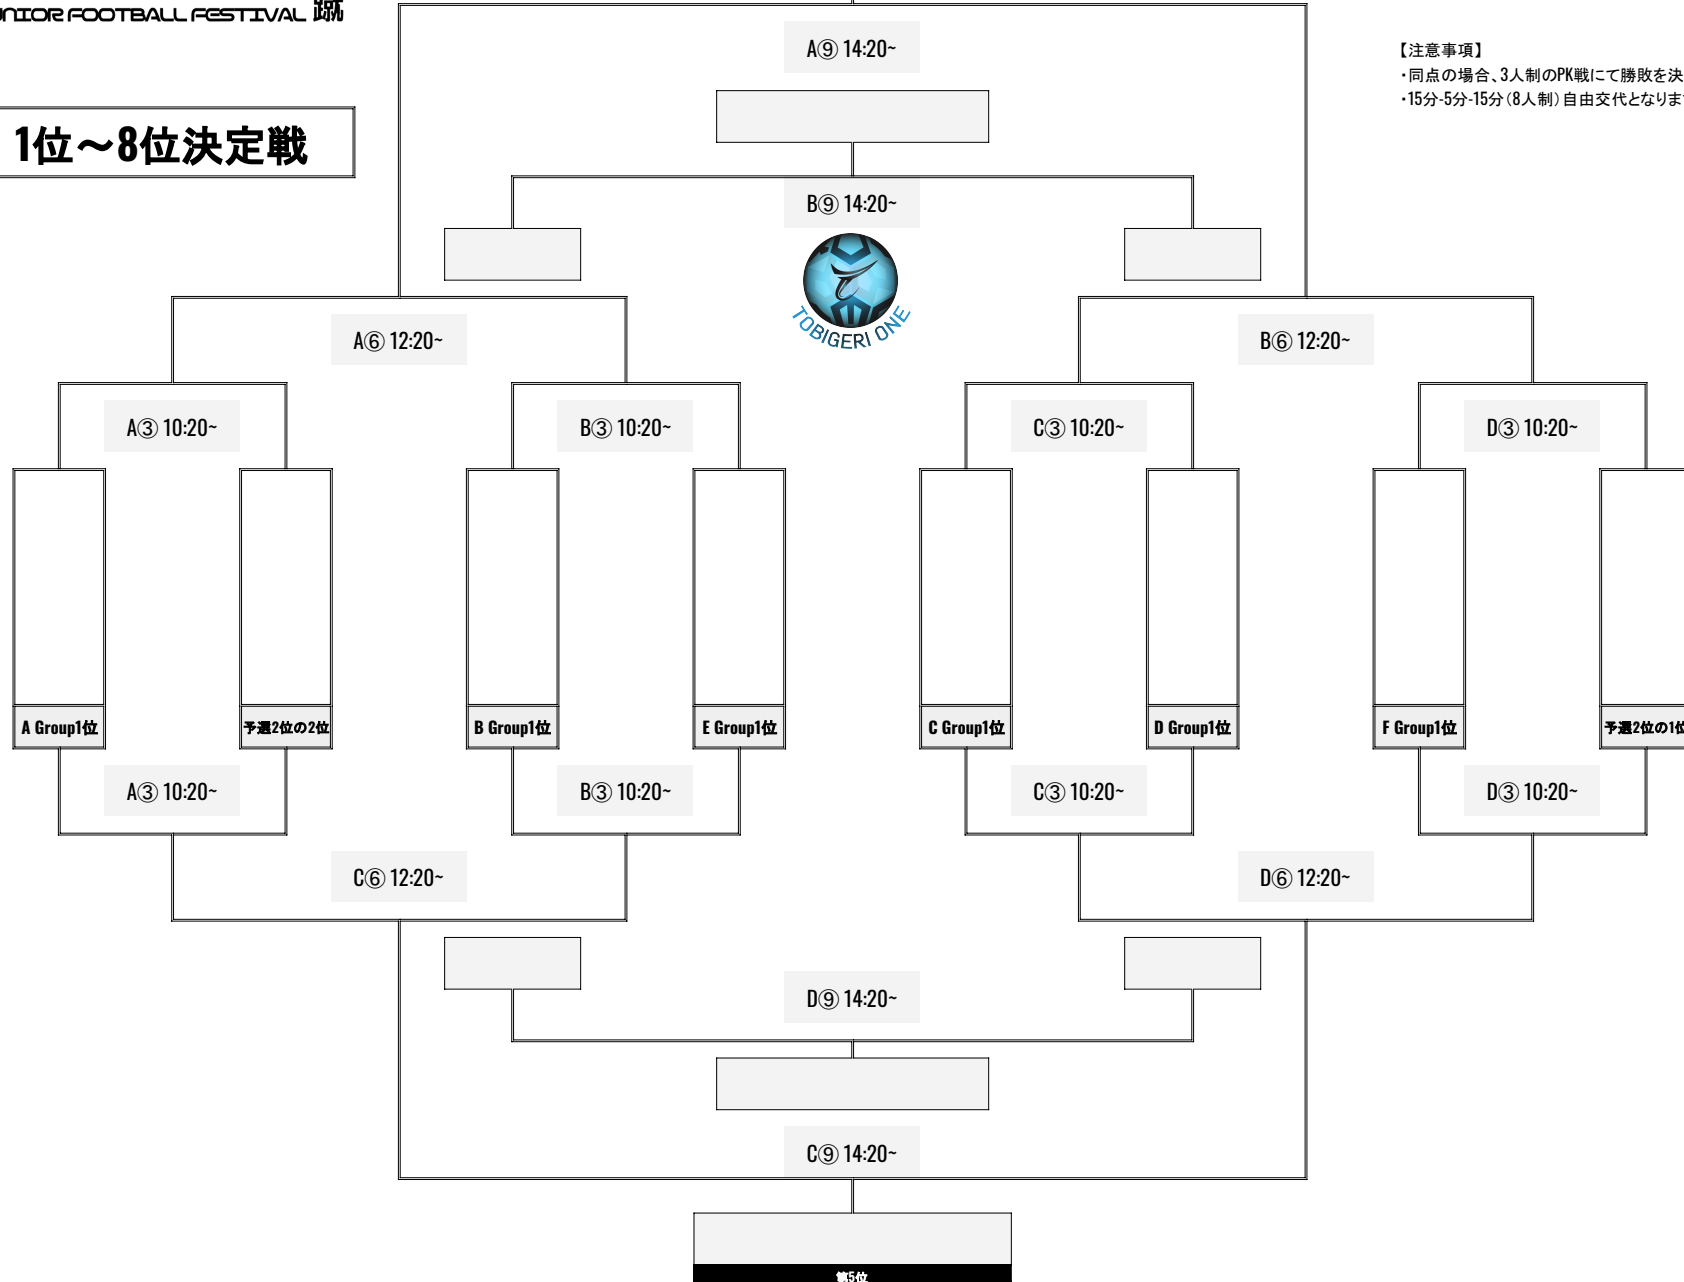 JUNIOR FOOTBALL FESTIVAL 蹴
A⑨ 14:20~
【注意事項】
・同点の場合、3人制のPK戦にて勝敗を決
・15分-5分-15分(8人制)自由交代となりま
1位〜8位決定戦
B⑨ 14:20~
TOBIGERI ONE
A⑥ 12:20~
B⑥ 12:20~
A③ 10:20~
B③ 10:20~
C③ 10:20~
D③ 10:20~
A Group1位
予選2位の2位
B Group1位
E Group1位
C Group1位
D Group1位
F Group1位
予選2位の1位
A③ 10:20~
B③ 10:20~
C③ 10:20~
D③ 10:20~
C⑥ 12:20~
D⑥ 12:20~
D⑨ 14:20~
C⑨ 14:20~
第5位